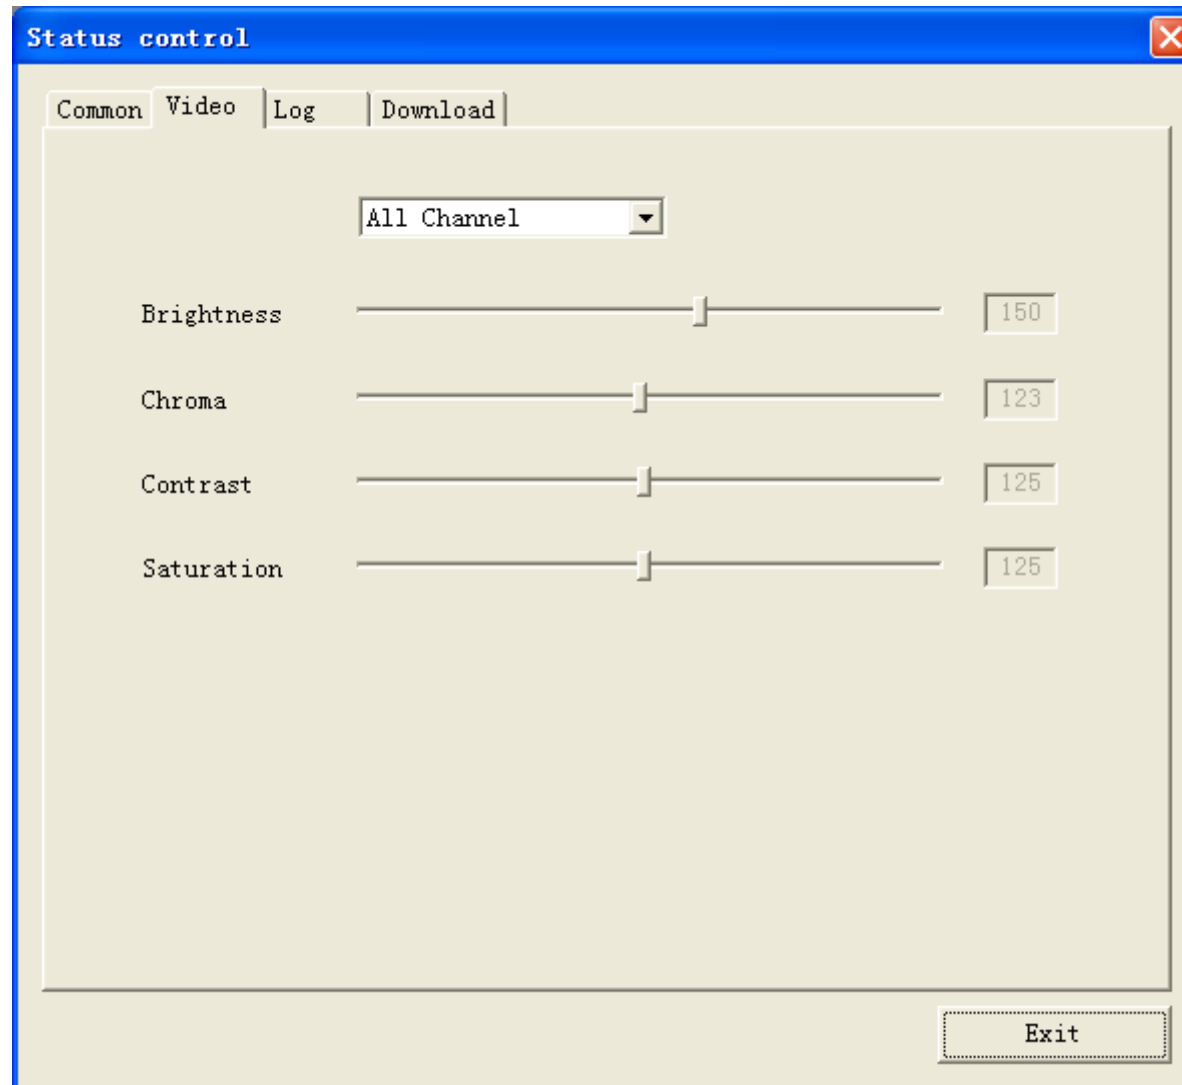 Status control
Common Video Log Download
All Channel
Brightness 150
Chroma 123
Contrast 125
Saturation 125
Exit